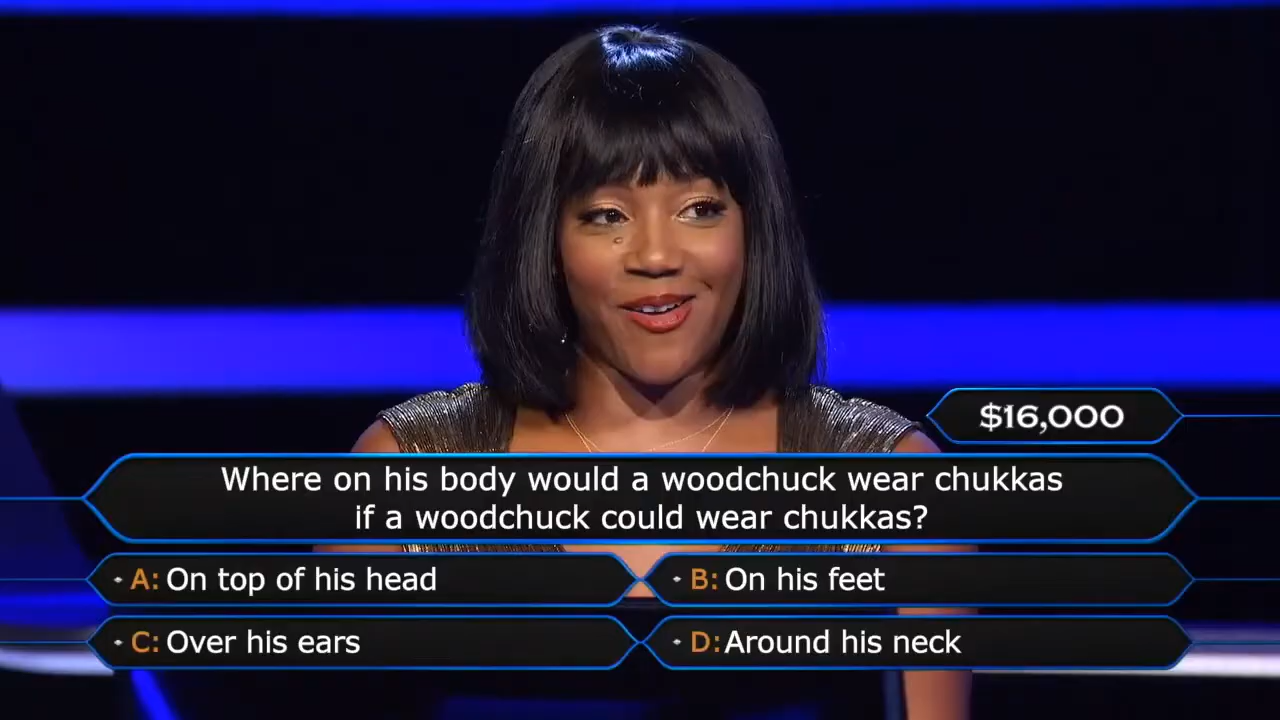 $16,000
Where on his body would a woodchuck wear chukkas
if a woodchuck could wear chukkas?
A: On top of his head
B: On his feet
C: Over his ears
D: Around his neck